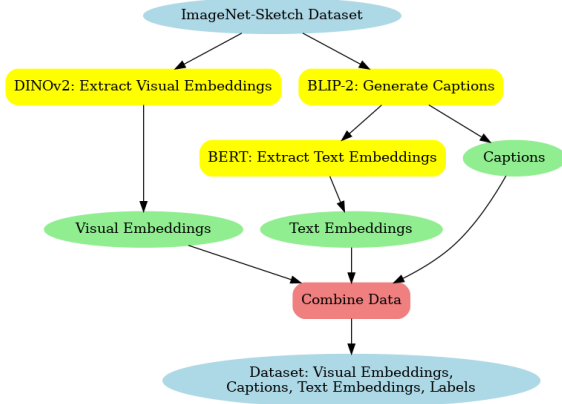 ImageNet-Sketch Dataset
DINOv2: Extract Visual Embeddings
BLIP-2: Generate Captions
BERT: Extract Text Embeddings
Captions
Visual Embeddings
Text Embeddings
Combine Data
Dataset: Visual Embeddings,
Captions, Text Embeddings, Labels